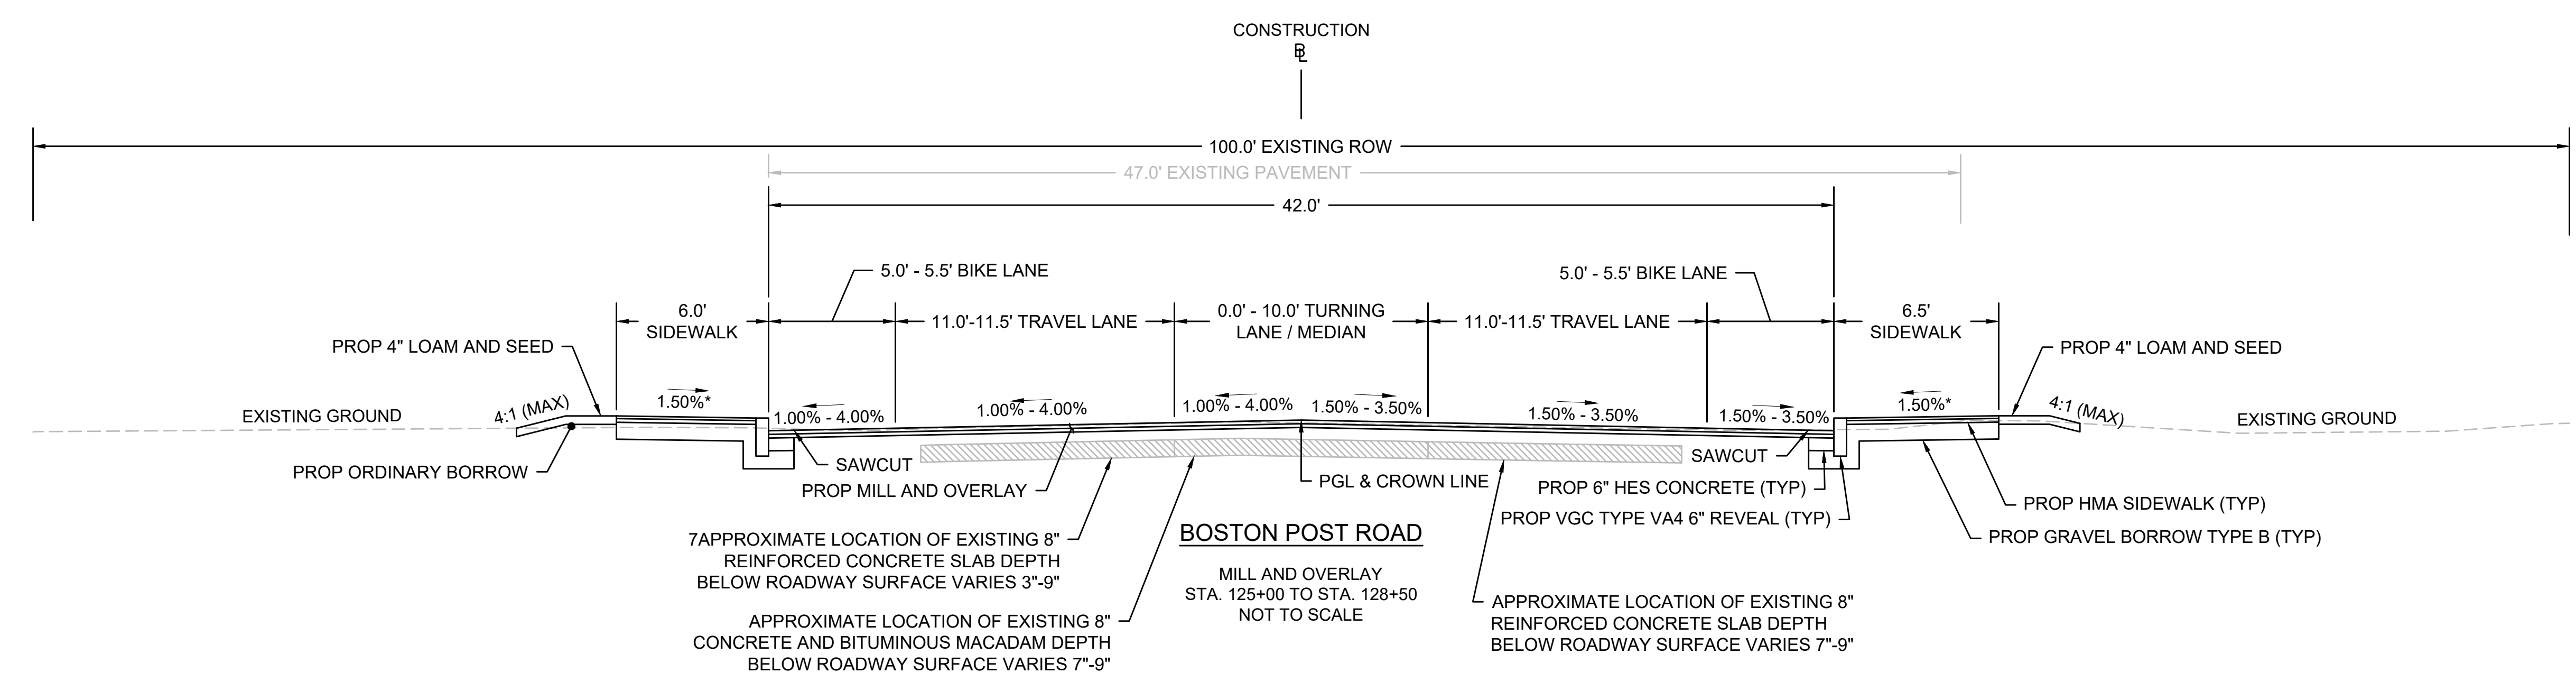 CONSTRUCTION
BL
100.0' EXISTING ROW
47.0' EXISTING PAVEMENT
42.0'
5.0' - 5.5' BIKE LANE
5.0' - 5.5' BIKE LANE
6.0'
SIDEWALK
11.0'-11.5' TRAVEL LANE
0.0' - 10.0' TURNING
LANE / MEDIAN
11.0'-11.5' TRAVEL LANE
6.5'
SIDEWALK
PROP 4" LOAM AND SEED
PROP 4" LOAM AND SEED
EXISTING GROUND
4:1 (MAX)
1.50%*
1.00% - 4.00%
1.00% - 4.00%
1.00% - 4.00%
1.50% - 3.50%
1.50% - 3.50%
1.50% - 3.50%
1.50%*
4:1 (MAX)
EXISTING GROUND
PROP ORDINARY BORROW
SAWCUT
PROP MILL AND OVERLAY
PGL & CROWN LINE
SAWCUT
PROP 6" HES CONCRETE (TYP)
PROP VGC TYPE VA4 6" REVEAL (TYP)
PROP HMA SIDEWALK (TYP)
PROP GRAVEL BORROW TYPE B (TYP)
7APPROXIMATE LOCATION OF EXISTING 8"
REINFORCED CONCRETE SLAB DEPTH
BELOW ROADWAY SURFACE VARIES 3"-9"
BOSTON POST ROAD
MILL AND OVERLAY
STA. 125+00 TO STA. 128+50
NOT TO SCALE
APPROXIMATE LOCATION OF EXISTING 8"
CONCRETE AND BITUMINOUS MACADAM DEPTH
BELOW ROADWAY SURFACE VARIES 7"-9"
APPROXIMATE LOCATION OF EXISTING 8"
REINFORCED CONCRETE SLAB DEPTH
BELOW ROADWAY SURFACE VARIES 7"-9"